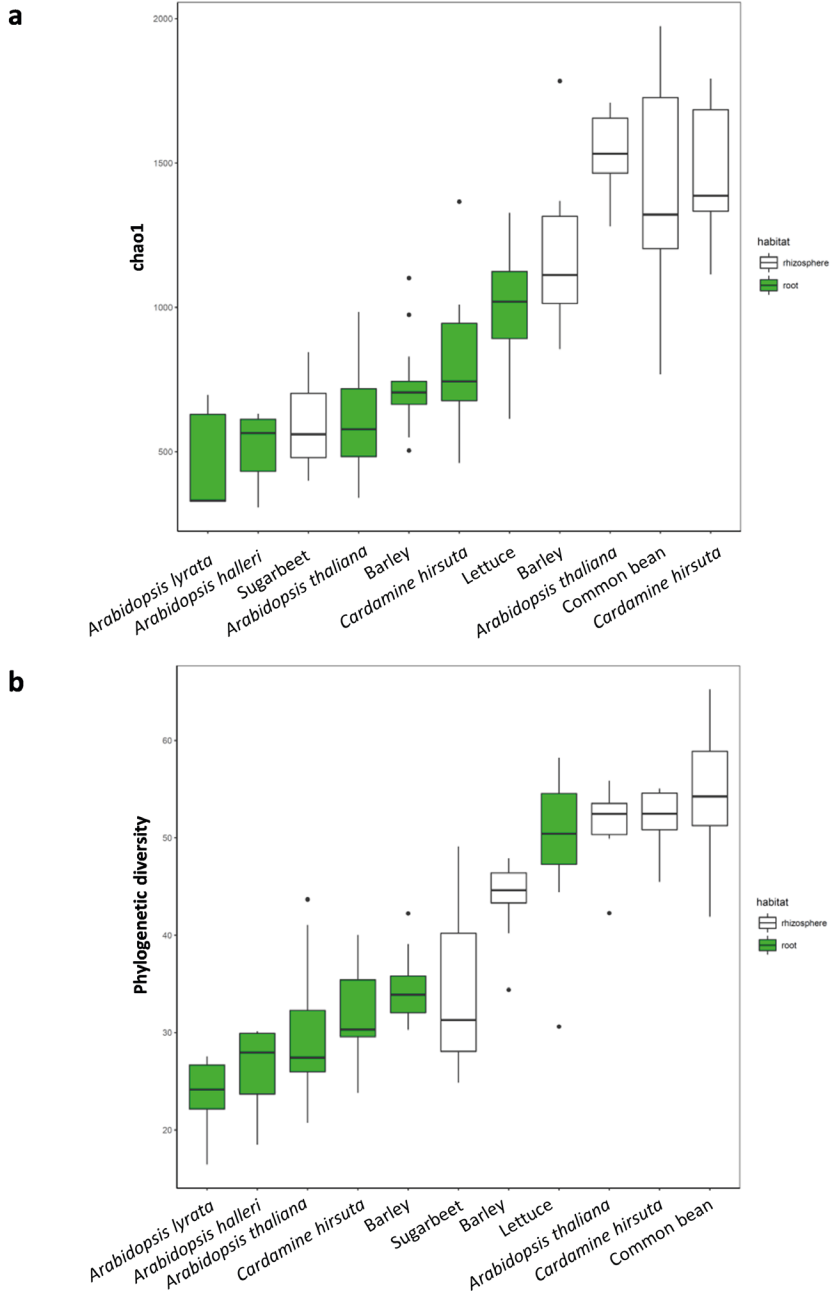 a
2000
1500
1000
500
chao1
habitat
rhizosphere
root
Arabidopsis lyrata
Arabidopsis halleri
Sugarbeet
Arabidopsis thaliana
Barley
Cardamine hirsuta
Lettuce
Barley
Arabidopsis thaliana
Common bean
Cardamine hirsuta
b
60
50
40
30
20
Phylogenetic diversity
habitat
rhizosphere
root
Arabidopsis lyrata
Arabidopsis halleri
Arabidopsis thaliana
Cardamine hirsuta
Barley
Sugarbeet
Barley
Lettuce
Arabidopsis thaliana
Cardamine hirsuta
Common bean